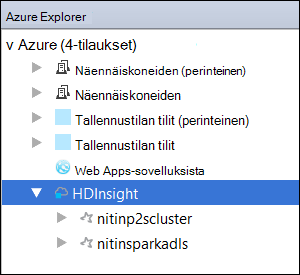 Azure Explorer
v Azure (4-tilaukset)
Näennäiskoneiden (perinteinen)
Näennäiskoneiden
Tallennustilan tilit (perinteinen)
Tallennustilan tilit
Web Apps-sovelluksista
HDInsight
nitinp2scluster
nitinsparkadls